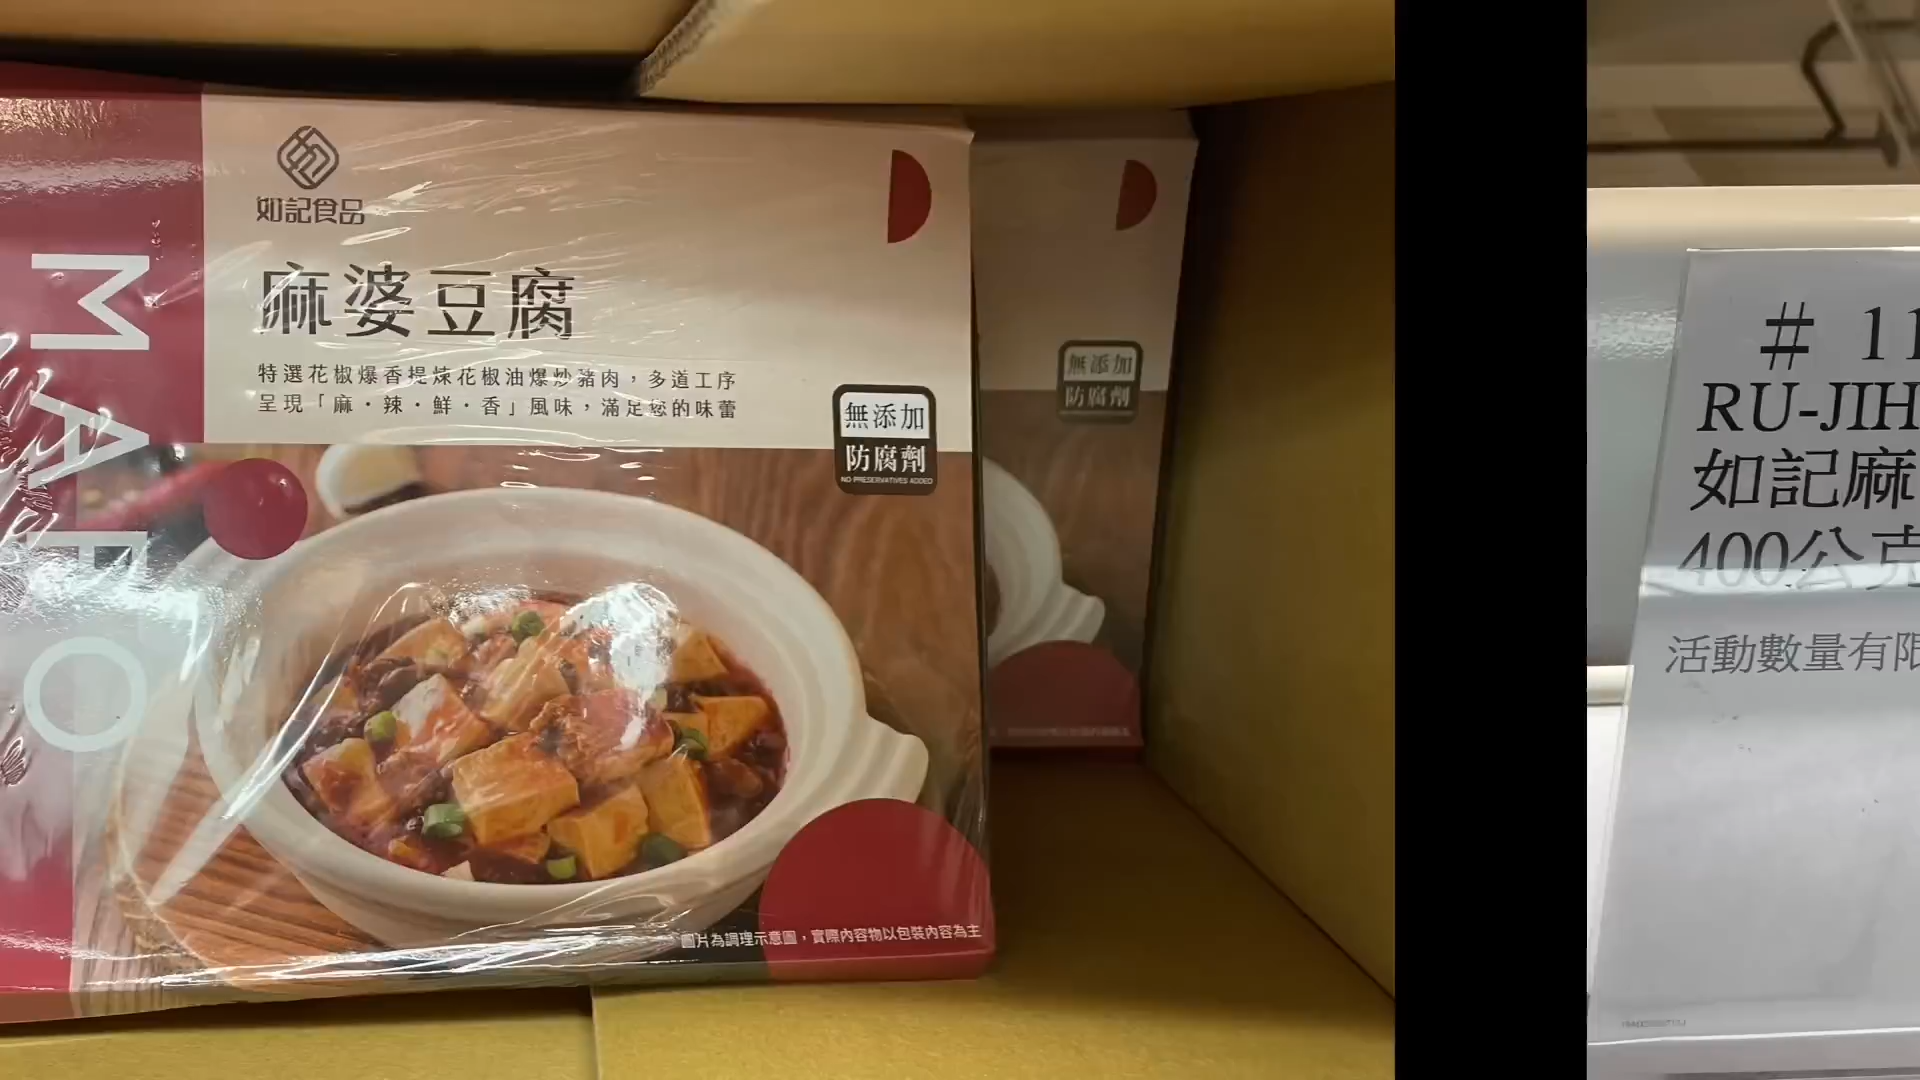 如記食品
麻婆豆腐
特選花椒爆香提煉花椒油爆炒豬肉，多道工序
呈現「麻・辣・鮮・香」風味，滿足您的味蕾
無添加
防腐劑
NO PRESERVATIVES ADDED
MAPO
圖片為調理示意圖，實際內容物以包裝內容為主
無添加
防腐劑
# 11
RU-JIH
如記麻
400公克
活動數量有限